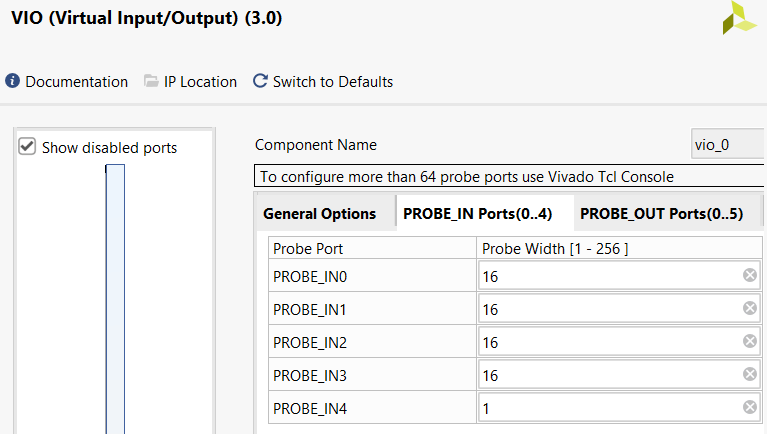 VIO (Virtual Input/Output) (3.0)
Documentation IP Location Switch to Defaults
Show disabled ports
Component Name vio_0
To configure more than 64 probe ports use Vivado Tcl Console
General Options PROBE_IN Ports(0..4) PROBE_OUT Ports(0..5)
Probe Port Probe Width [1 - 256 ]
PROBE_IN0 16
PROBE_IN1 16
PROBE_IN2 16
PROBE_IN3 16
PROBE_IN4 1